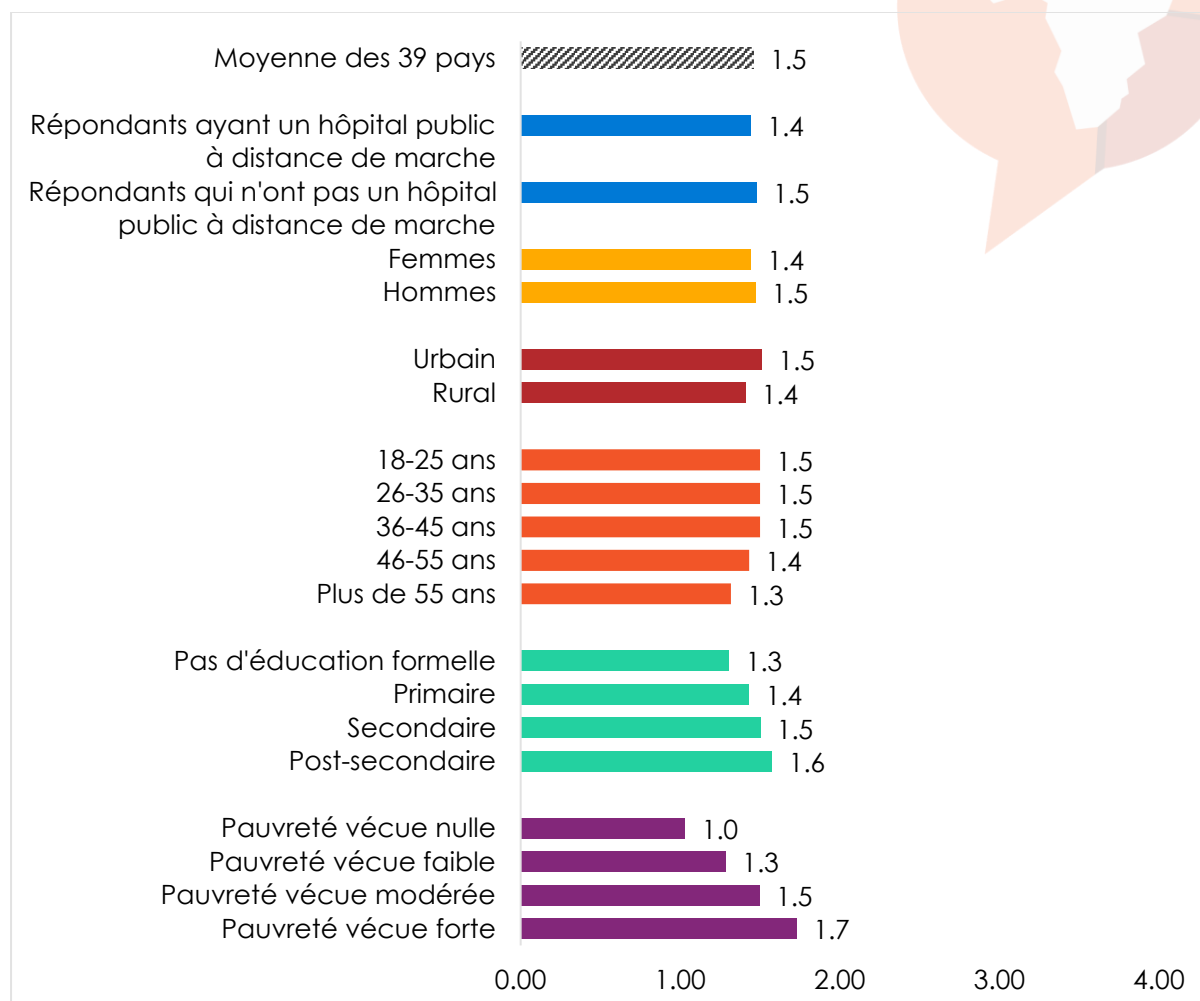 Moyenne des 39 pays 1.5
Répondants ayant un hôpital public
à distance de marche 1.4
Répondants qui n'ont pas un hôpital
public à distance de marche 1.5
Femmes 1.4
Hommes 1.5
Urbain 1.5
Rural 1.4
18-25 ans 1.5
26-35 ans 1.5
36-45 ans 1.5
46-55 ans 1.4
Plus de 55 ans 1.3
Pas d'éducation formelle 1.3
Primaire 1.4
Secondaire 1.5
Post-secondaire 1.6
Pauvreté vécue nulle 1.0
Pauvreté vécue faible 1.3
Pauvreté vécue modérée 1.5
Pauvreté vécue forte 1.7
0.00 1.00 2.00 3.00 4.00